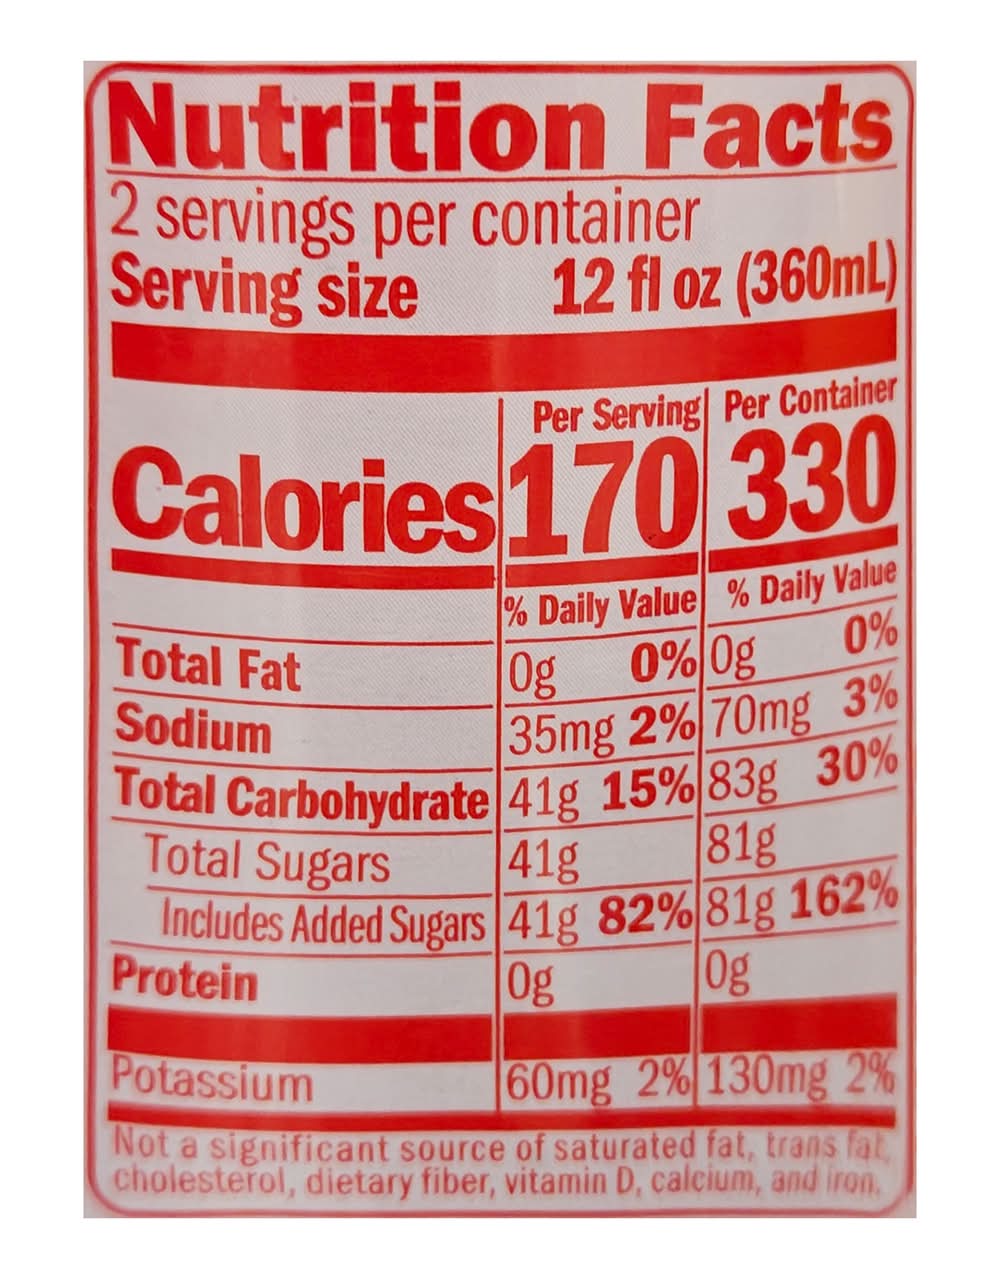 Nutrition Facts
2 servings per container
Serving size 12 fl oz (360mL)
Per Serving Per Container
Calories 170 330
% Daily Value % Daily Value
Total Fat 0g 0% 0g 0%
Sodium 35mg 2% 70mg 3%
Total Carbohydrate 41g 15% 83g 30%
Total Sugars 41g 81g
Includes Added Sugars 41g 82% 81g 162%
Protein 0g 0g
Potassium 60mg 2% 130mg 2%
Not a significant source of saturated fat, trans fat,
cholesterol, dietary fiber, vitamin D, calcium, and iron.